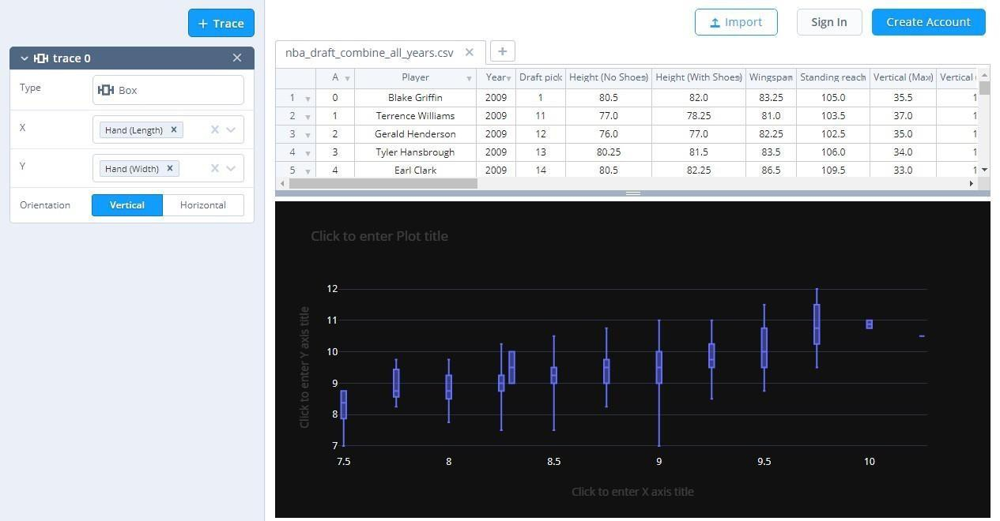 + Trace
Import
Sign In
Create Account
trace 0
Type
Box
X
Hand (Length)
Y
Hand (Width)
Orientation
Vertical
Horizontal
nba_draft_combine_all_years.csv
+
A Player Year Draft pick Height (No Shoes) Height (With Shoes) Wingspan Standing reach Vertical (Max) Vertical (
1 0 Blake Griffin 2009 1 80.5 82.0 83.25 105.0 35.5 1
2 1 Terrence Williams 2009 11 77.0 78.25 81.0 103.5 37.0 1
3 2 Gerald Henderson 2009 12 76.0 77.0 82.25 102.5 35.0 1
4 3 Tyler Hansbrough 2009 13 80.25 81.5 83.5 106.0 34.0 1
5 4 Earl Clark 2009 14 80.5 82.25 86.5 109.5 33.0 1
Click to enter Plot title
Click to enter Y axis title
12
11
10
9
8
7
7.5 8 8.5 9 9.5 10
Click to enter X axis title